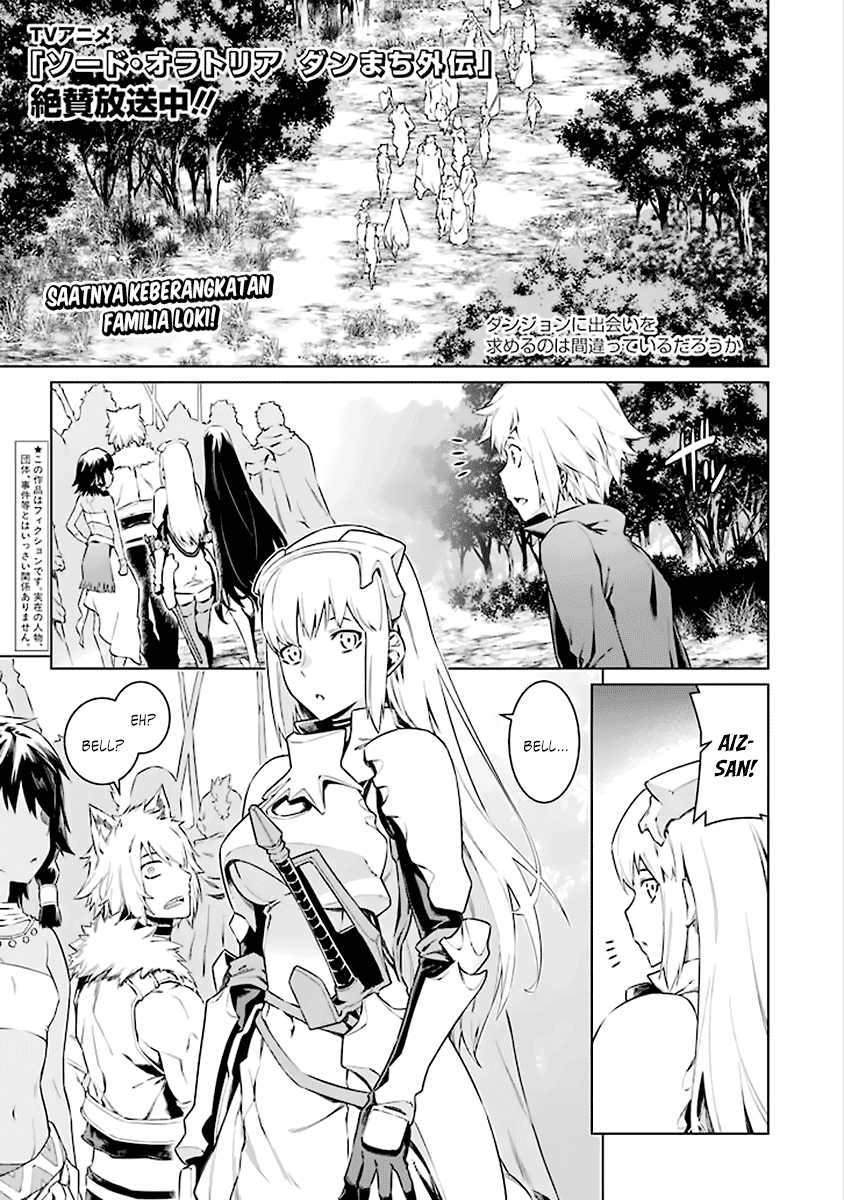 TVアニメ
『ソード・オラトリア ダンまち外伝』
絶賛放送中!!
SAATNYA KEBERANGKATAN
FAMILIA LOKI!
ダンジョンに出会いを
求めるのは間違っているだろうか
ザッ
★この作品はフィクションです。実在の人物、
団体、事件等とはいっさい関係ありません。
AIZ-
SAN!
BELL...
EH?
BELL?